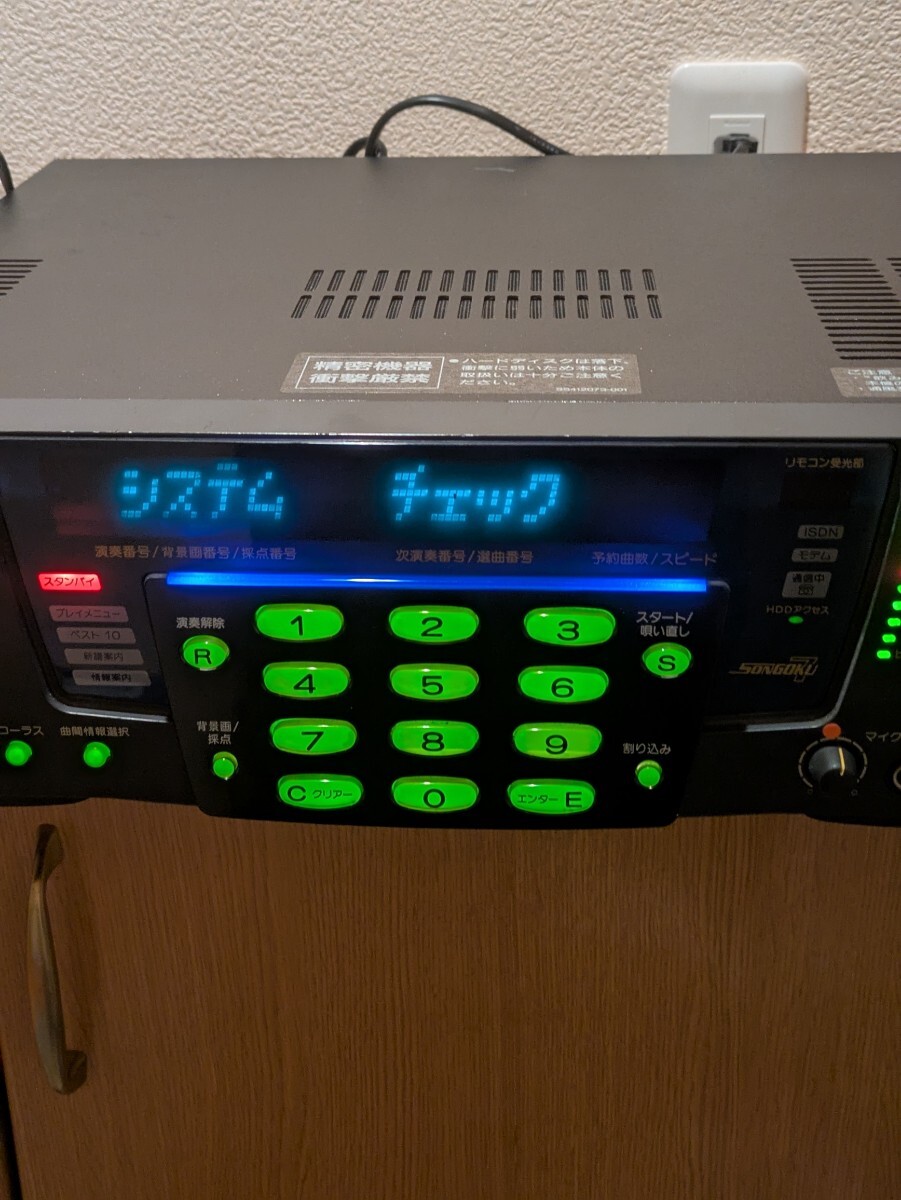 精密機器
衝撃厳禁
●ハードディスクは落下、
衝撃に弱いため本体の
取扱いは十分ご注意く
ださい。
ご注意
リモコン受光部
システム チェック
演奏番号/背景画番号/採点番号
次演奏番号/選曲番号
予約曲数/スピード
ISDN
モデム
通信中
HDDアクセス
スタンバイ
プレイメニュー
ベスト10
新譜案内
情報案内
演奏解除
R
1
2
3
スタート/
唄い直し
S
4
5
6
SONGOKU
コーラス
曲間情報選択
背景画/
採点
7
8
9
割り込み
マイク
C クリアー
0
エンター E